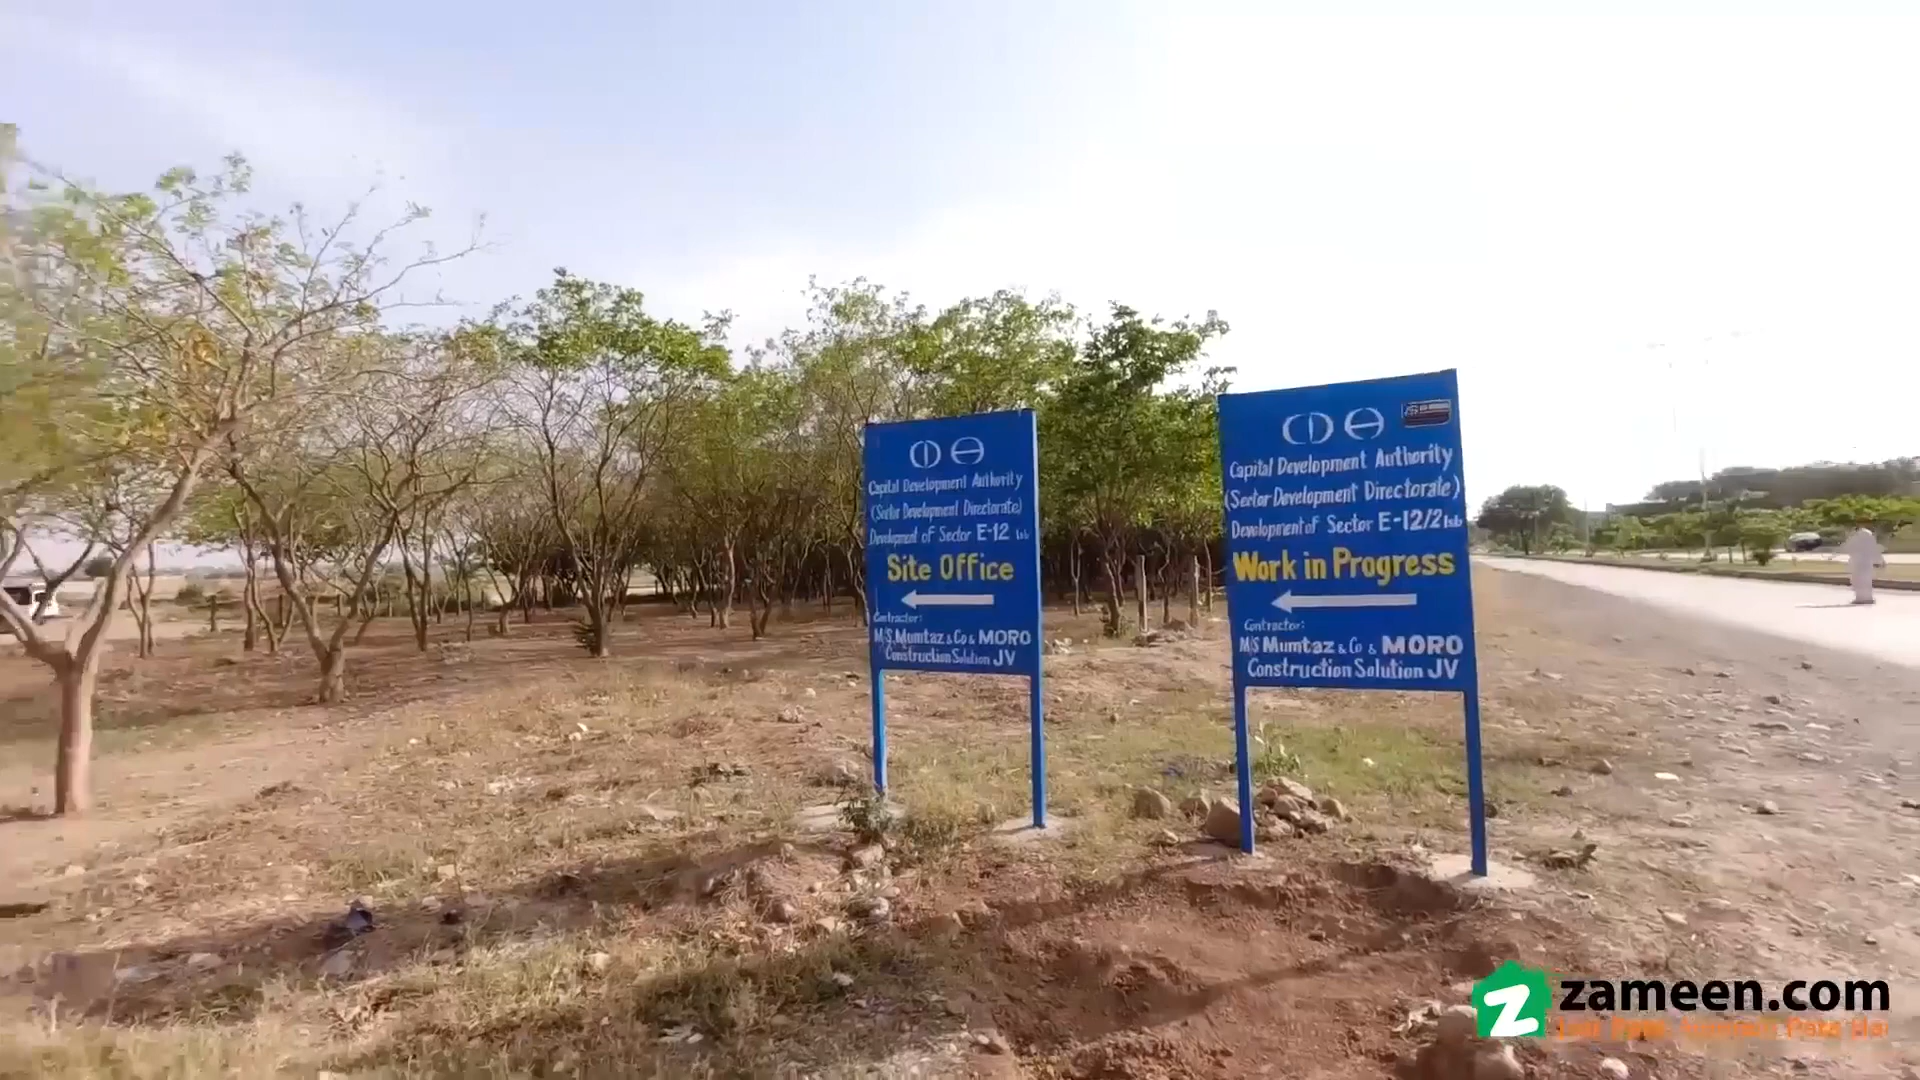 CDA
Capital Development Authority
(Sector Development Directorate)
Development of Sector E-12 Isb
Site Office
Contractor:
M/S Mumtaz & Co & MORO
Construction Solution JV
CDA
Capital Development Authority
(Sector Development Directorate)
Development of Sector E-12/2 Isb
Work in Progress
Contractor:
M/S Mumtaz & Co & MORO
Construction Solution JV
zameen.com